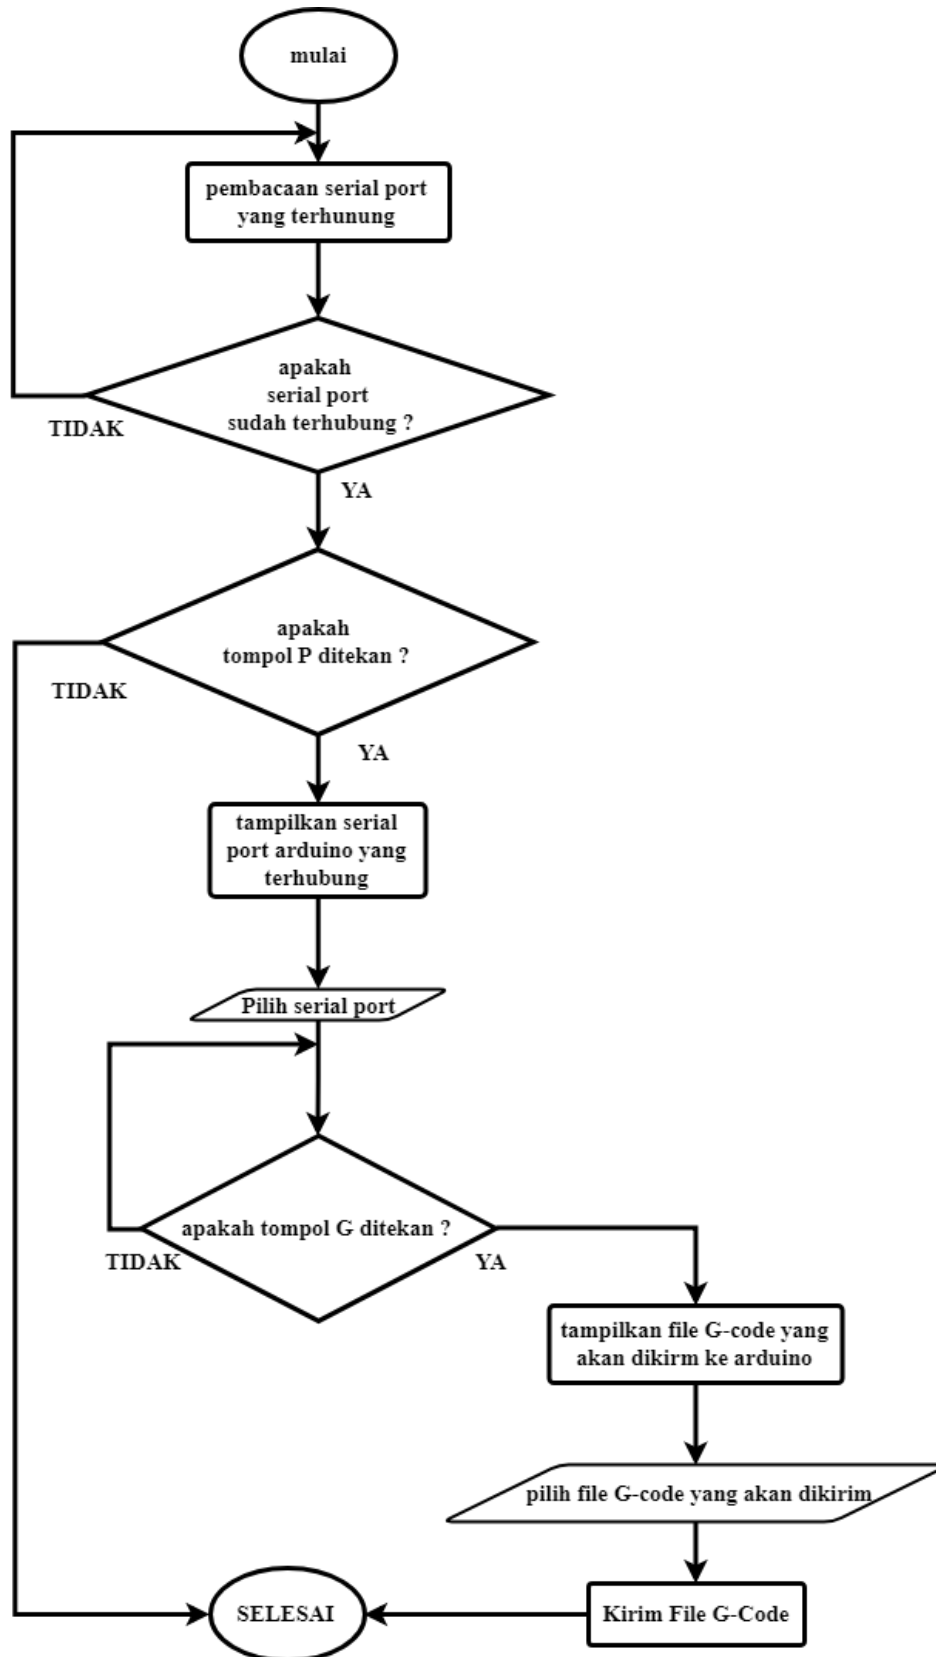 mulai
pembacaan serial port
yang terhunung
apakah
serial port
sudah terhubung ?
TIDAK
YA
apakah
tompol P ditekan ?
TIDAK
YA
tampilkan serial
port arduino yang
terhubung
Pilih serial port
apakah tompol G ditekan ?
TIDAK
YA
tampilkan file G-code yang
akan dikirm ke arduino
pilih file G-code yang akan dikirim
Kirim File G-Code
SELESAI